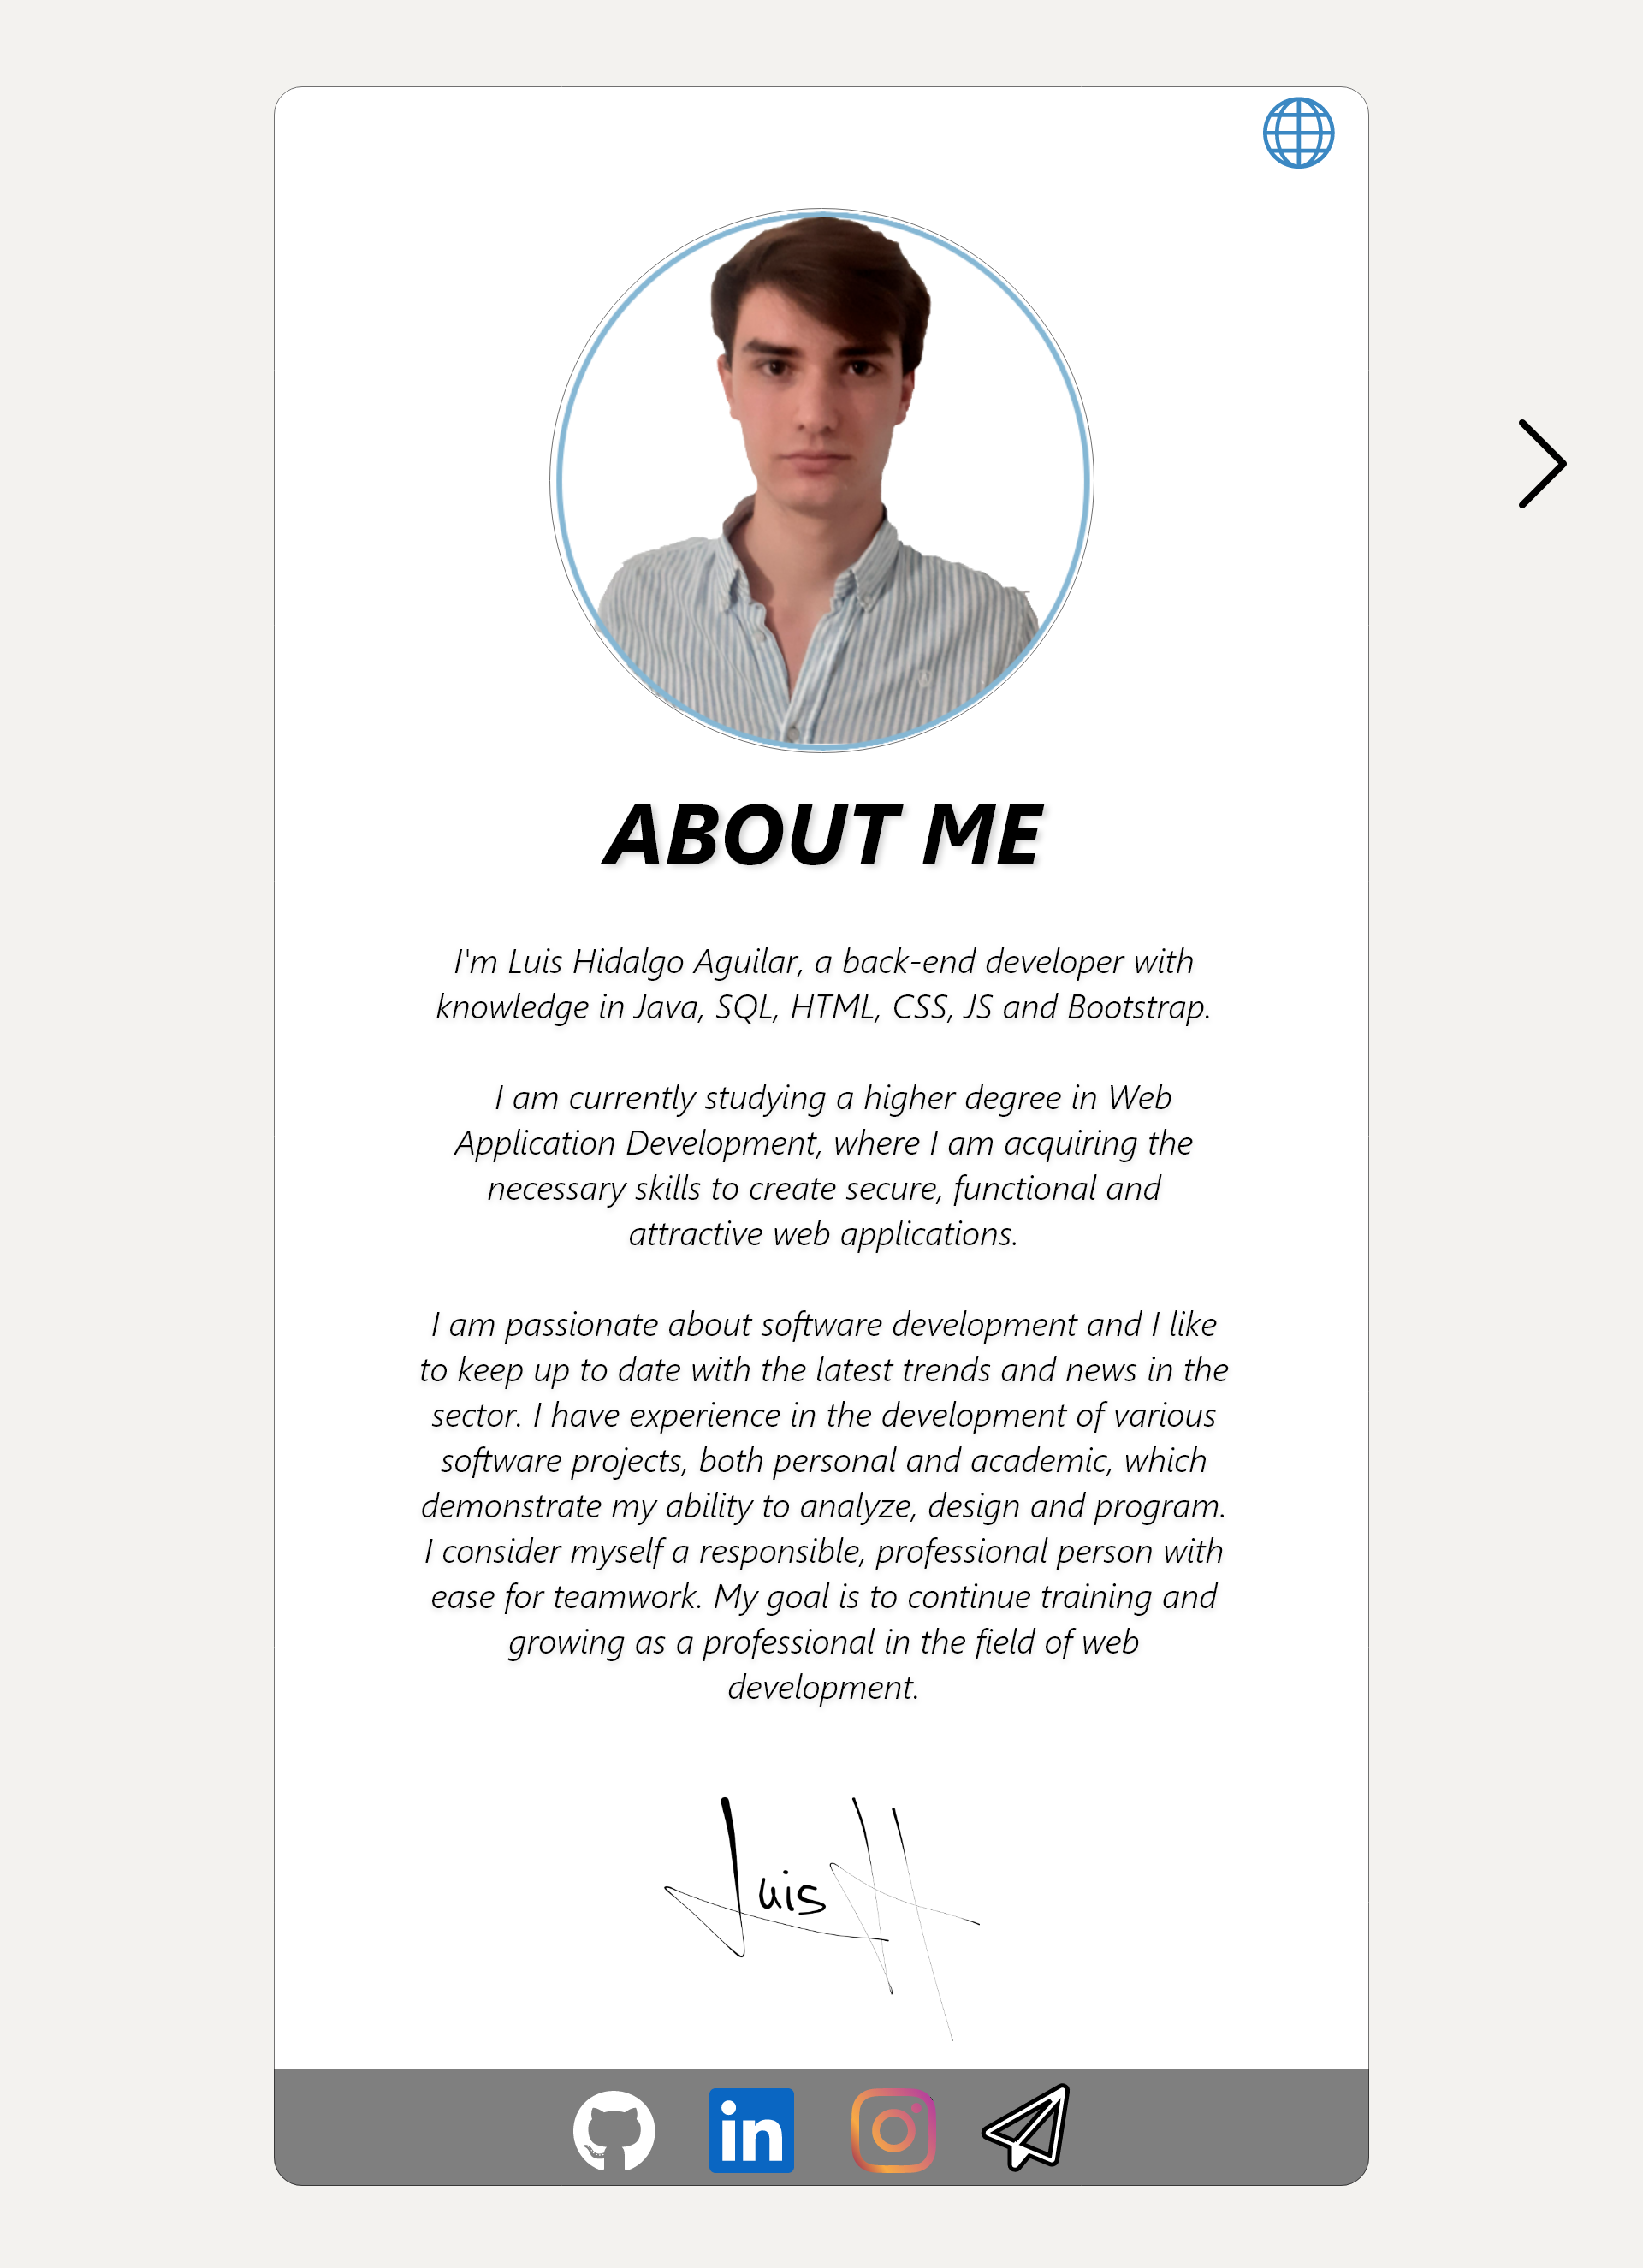 ABOUT ME
I'm Luis Hidalgo Aguilar, a back-end developer with
knowledge in Java, SQL, HTML, CSS, JS and Bootstrap.
I am currently studying a higher degree in Web
Application Development, where I am acquiring the
necessary skills to create secure, functional and
attractive web applications.
I am passionate about software development and I like
to keep up to date with the latest trends and news in the
sector. I have experience in the development of various
software projects, both personal and academic, which
demonstrate my ability to analyze, design and program.
I consider myself a responsible, professional person with
ease for teamwork. My goal is to continue training and
growing as a professional in the field of web
development.
Luis H
in